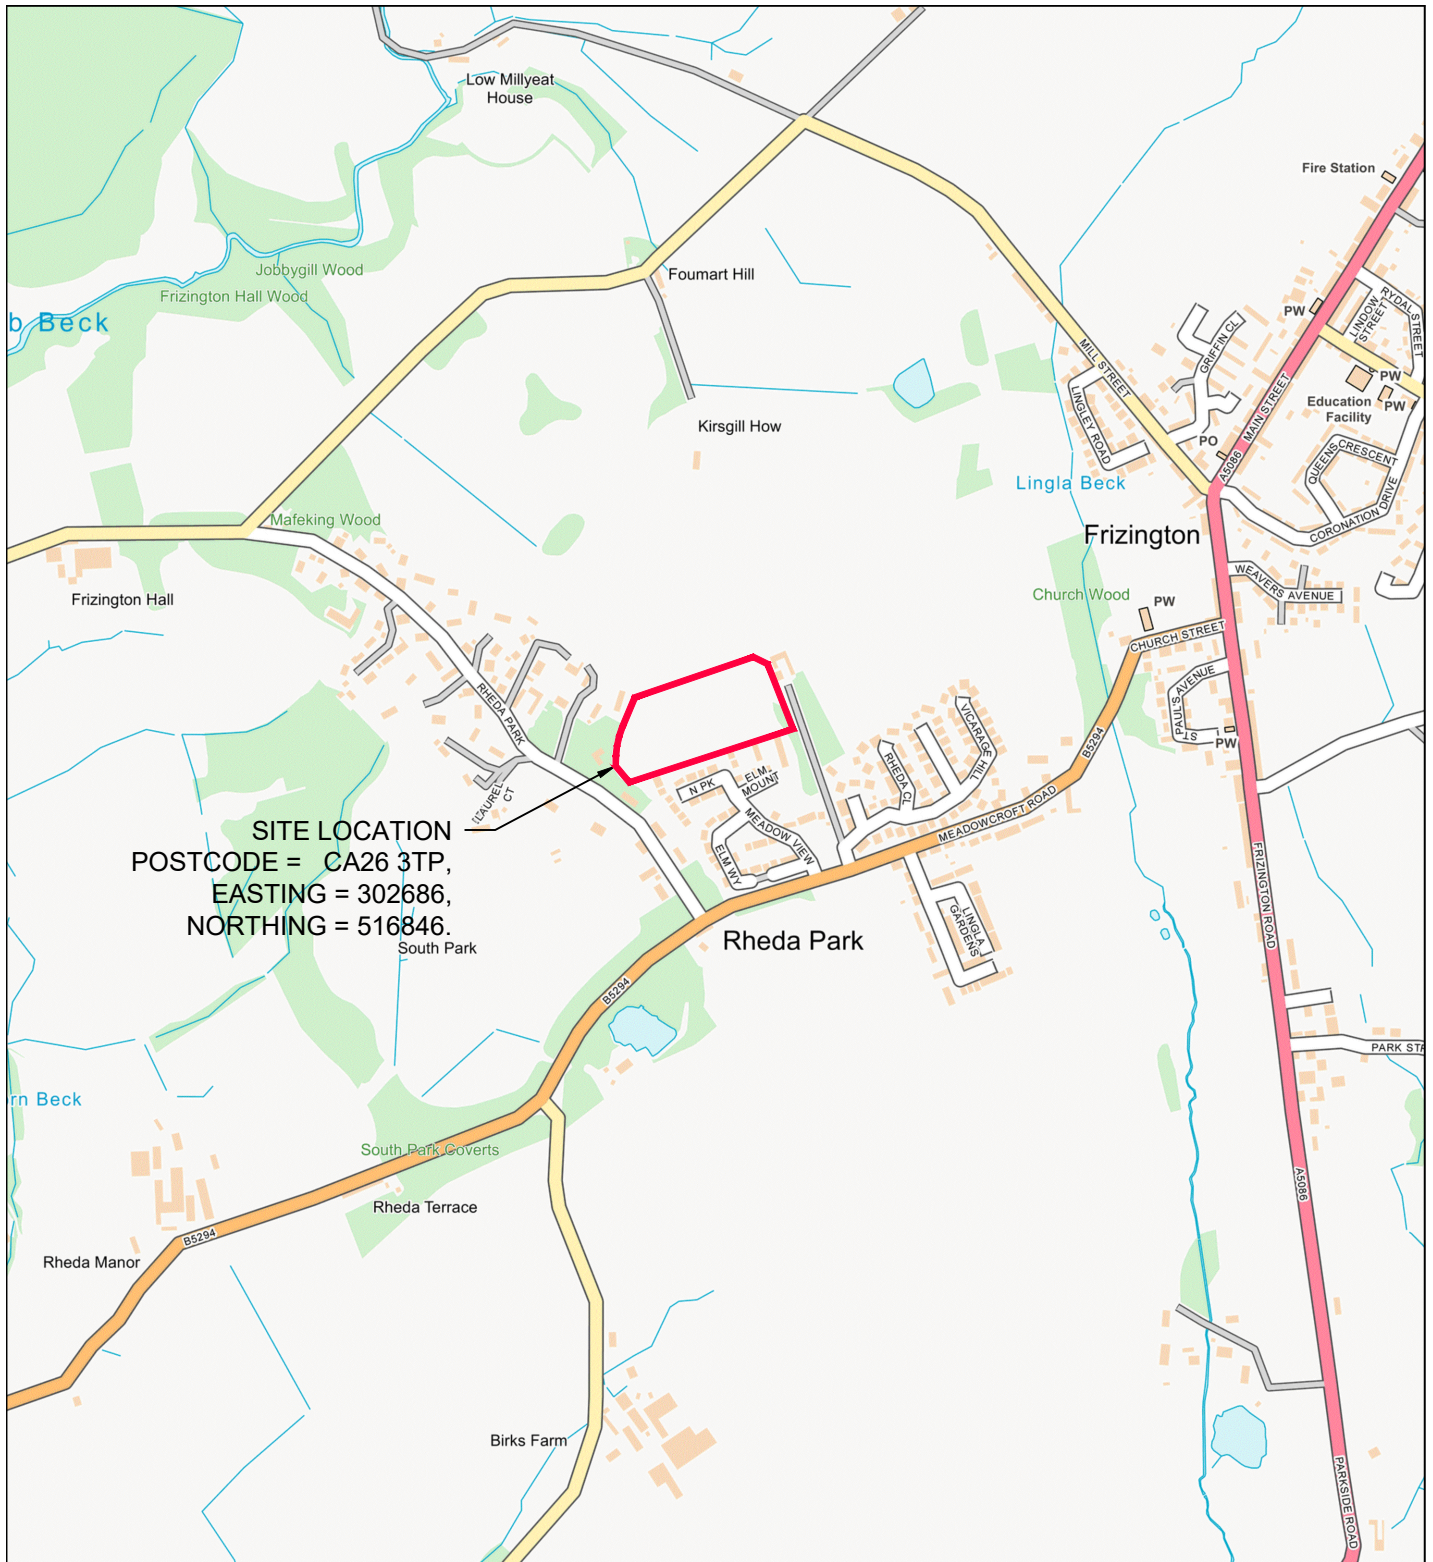 Low Millyeat
House
Fire Station
Jobbygill Wood
Frizington Hall Wood
Foumart Hill
b Beck
PW
LINDOW
STREET
RYDAL STREET
GRIFFIN CL
MILL STREET
MAIN STREET
PW
Education
Facility
PW
LINGLEY ROAD
Kirsgill How
PO
A5086
QUEENS CRESCENT
Lingla Beck
CORONATION DRIVE
Mafeking Wood
Frizington
WEAVERS AVENUE
Frizington Hall
Church Wood
PW
CHURCH STREET
RHEDA PARK
ST PAUL'S AVENUE
PW
VICARAGE HILL
B5294
RHEDA CL
ELM
MOUNT
N PK
LAUREL
CT
MEADOW VIEW
MEADOWCROFT ROAD
ELM WY
SITE LOCATION
POSTCODE = CA26 3TP,
EASTING = 302686,
NORTHING = 516846.
South Park
Rheda Park
LINGLA
GARDENS
FRIZINGTON ROAD
B5294
PARK STR
rn Beck
South Park Coverts
A5086
Rheda Terrace
B5294
Rheda Manor
Birks Farm
PARKSIDE ROAD